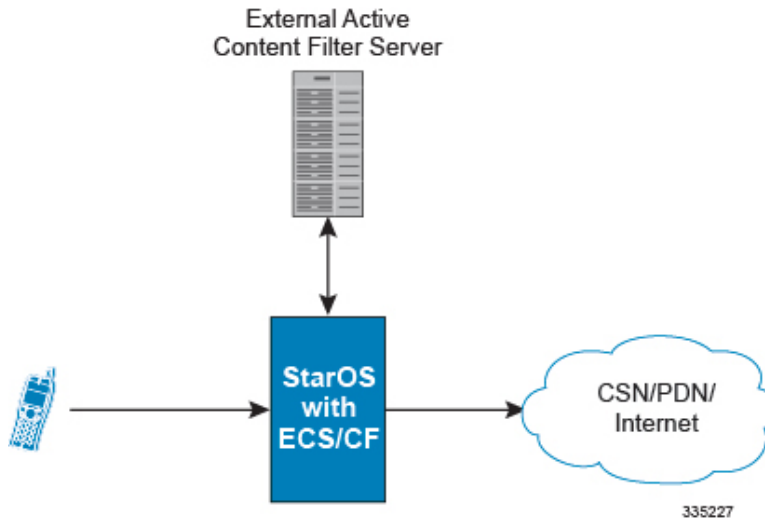 External Active
Content Filter Server
StarOS
with
ECS/CF
CSN/PDN/
Internet
335227